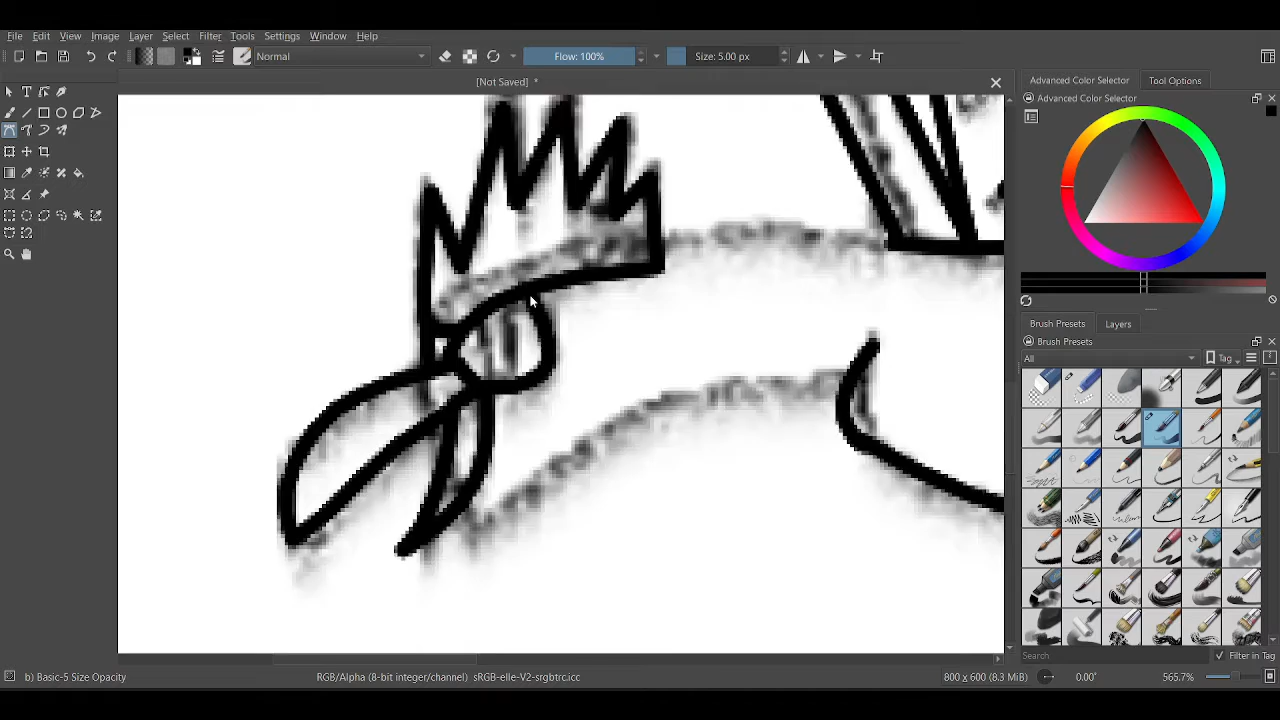 File Edit View Image Layer Select Filter Tools Settings Window Help
Normal Flow: 100% Size: 5.00 px
[Not Saved] *
Advanced Color Selector Tool Options
Advanced Color Selector
Brush Presets Layers
Brush Presets
All Tag
Search Filter in Tag
b) Basic-5 Size Opacity RGB/Alpha (8-bit integer/channel) sRGB-elle-V2-srgbtrc.icc 800 x 600 (8.3 MiB) 0.00° 565.7%